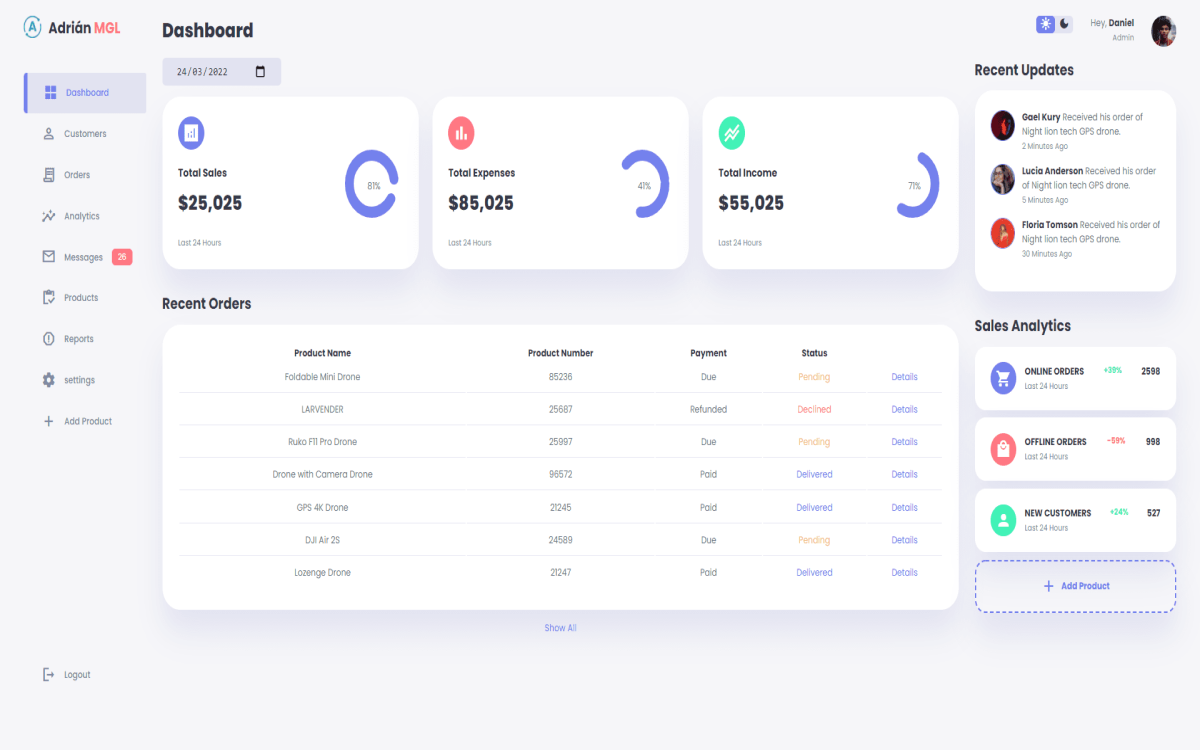 Adrián MGL
Dashboard
Customers
Orders
Analytics
Messages 26
Products
Reports
settings
Add Product
Logout
Dashboard
24/03/2022
Total Sales
$25,025
81%
Last 24 Hours
Total Expenses
$85,025
41%
Last 24 Hours
Total Income
$55,025
71%
Last 24 Hours
Recent Orders
Product Name Product Number Payment Status
Foldable Mini Drone 85236 Due Pending Details
LARVENDER 25687 Refunded Declined Details
Ruko F11 Pro Drone 25997 Due Pending Details
Drone with Camera Drone 96572 Paid Delivered Details
GPS 4K Drone 21245 Paid Delivered Details
DJI Air 2S 24589 Due Pending Details
Lozenge Drone 21247 Paid Delivered Details
Show All
Hey, Daniel
Admin
Recent Updates
Gael Kury Received his order of
Night lion tech GPS drone.
2 Minutes Ago
Lucia Anderson Received his order
of Night lion tech GPS drone.
5 Minutes Ago
Floria Tomson Received his order of
Night lion tech GPS drone.
30 Minutes Ago
Sales Analytics
ONLINE ORDERS +39% 2598
Last 24 Hours
OFFLINE ORDERS -59% 998
Last 24 Hours
NEW CUSTOMERS +24% 527
Last 24 Hours
Add Product